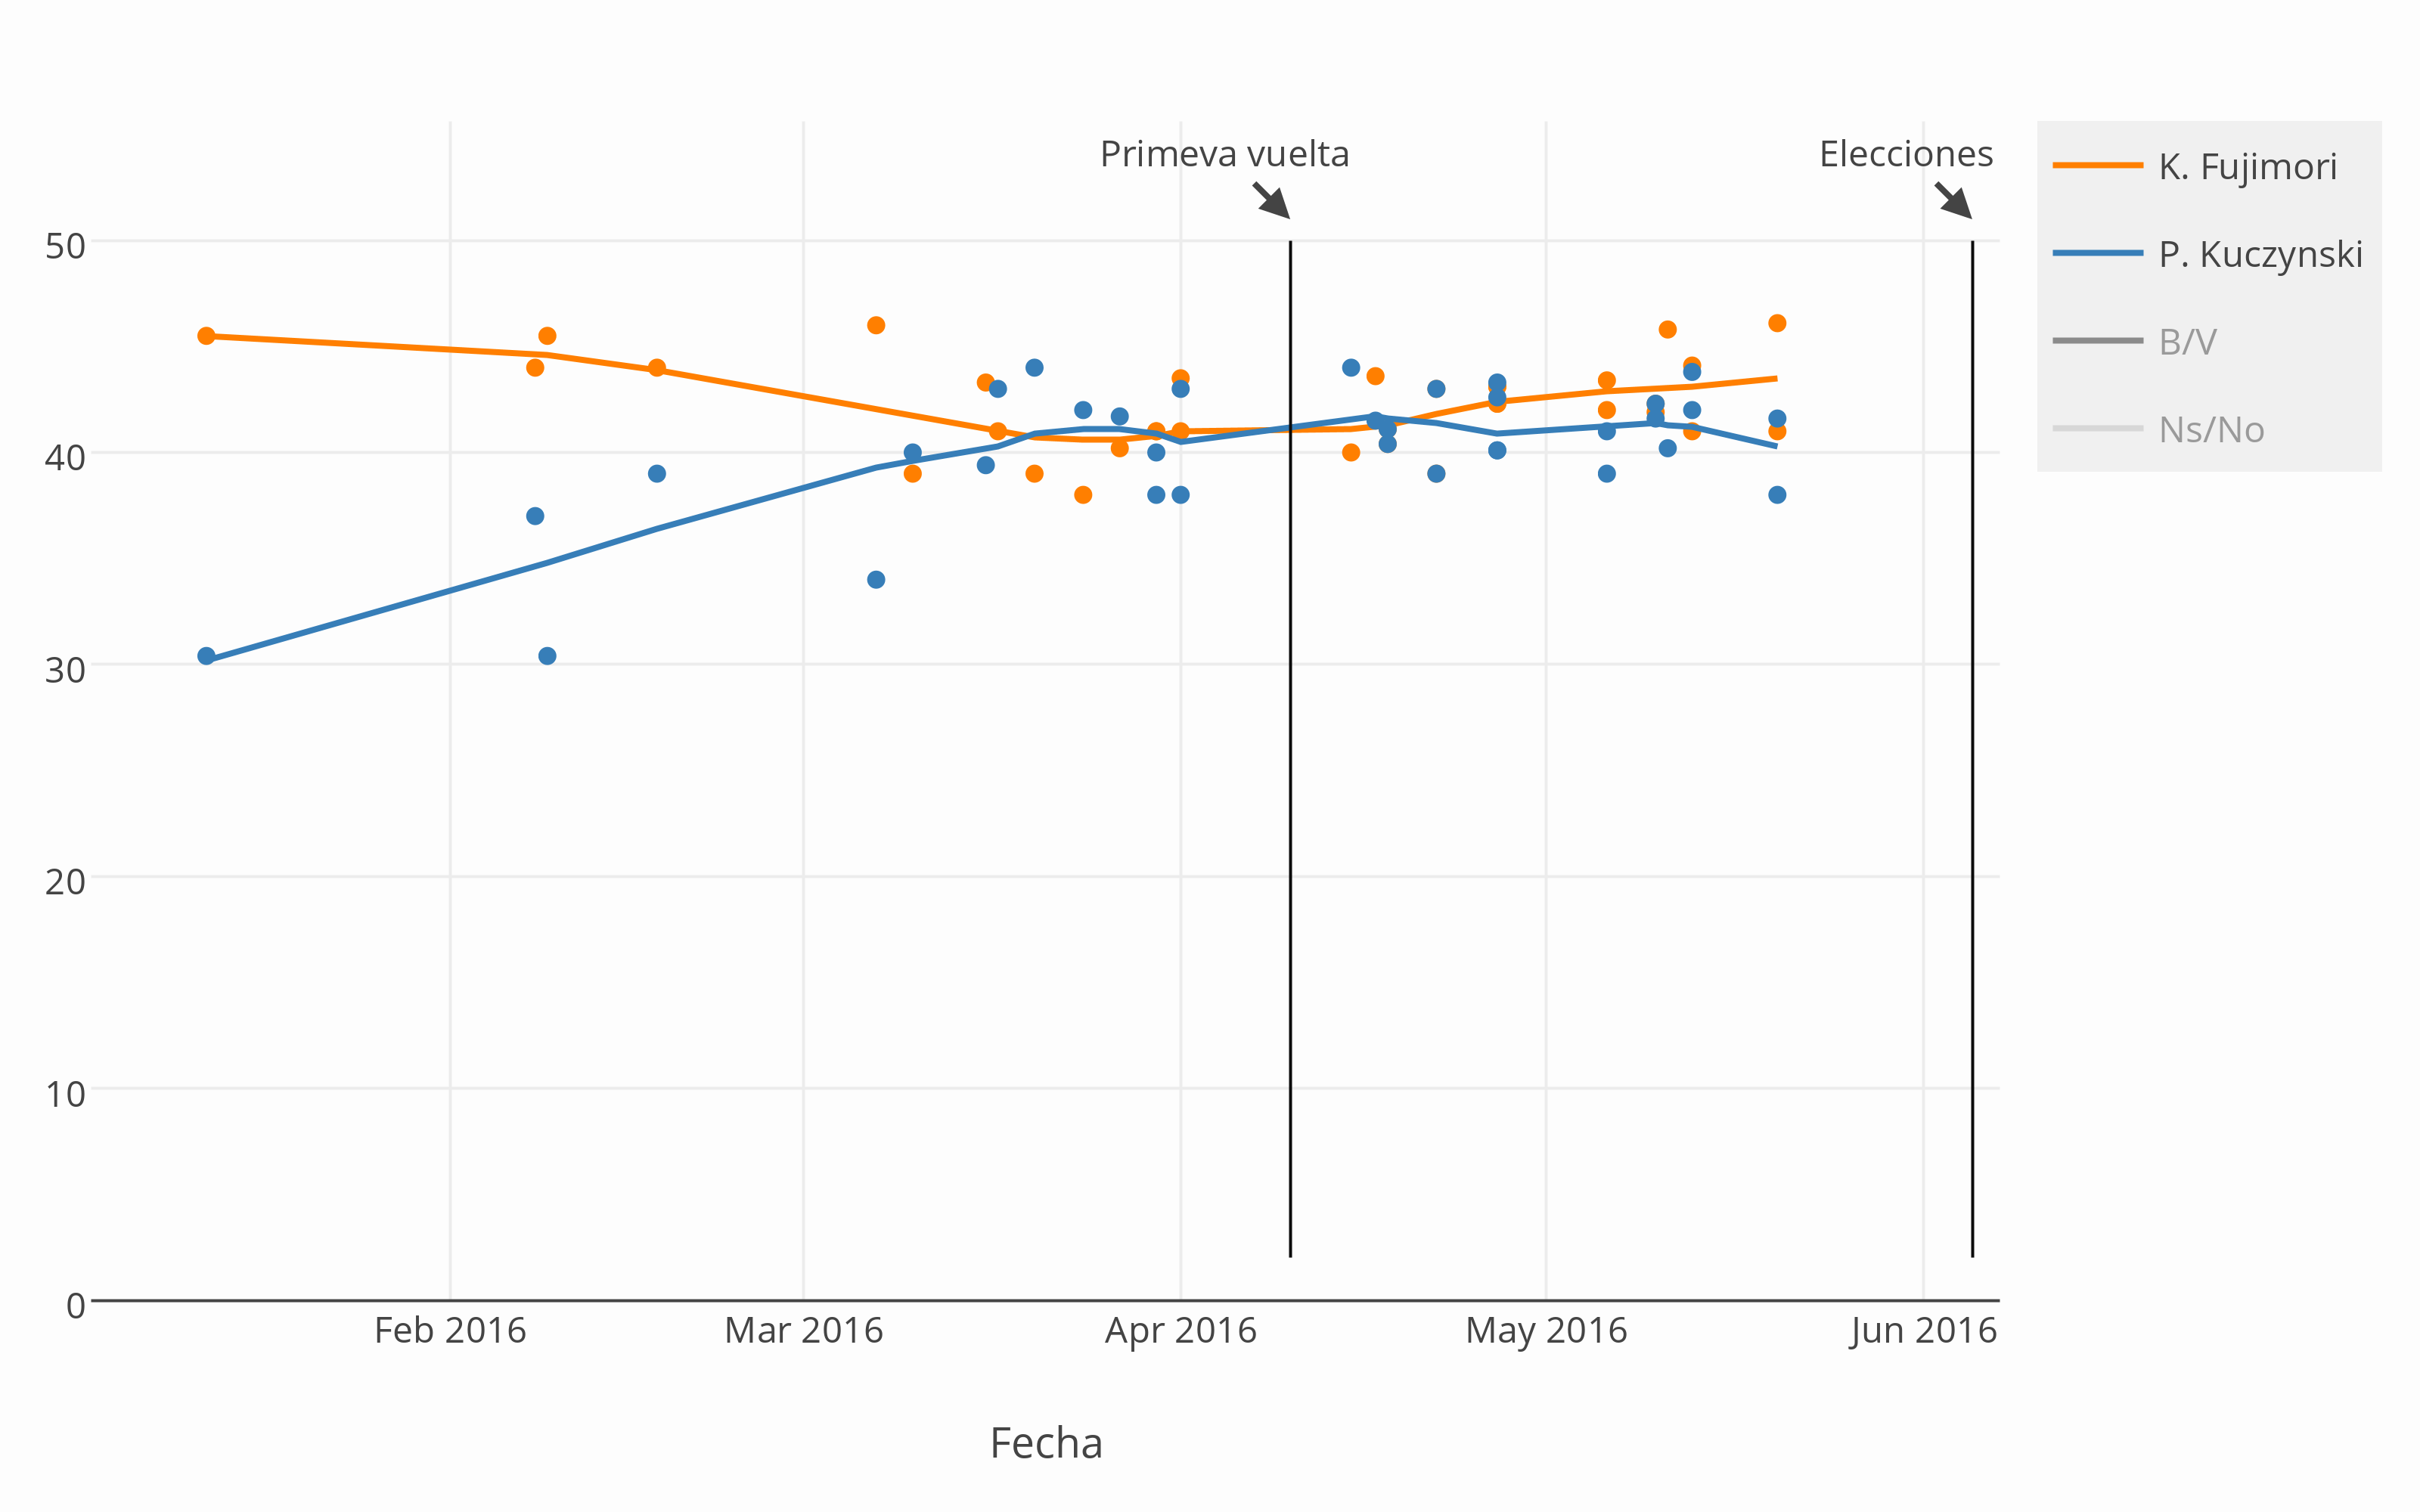 Primeva vuelta
Elecciones
K. Fujimori
P. Kuczynski
B/V
Ns/No
50
40
30
20
10
0
Feb 2016
Mar 2016
Apr 2016
May 2016
Jun 2016
Fecha